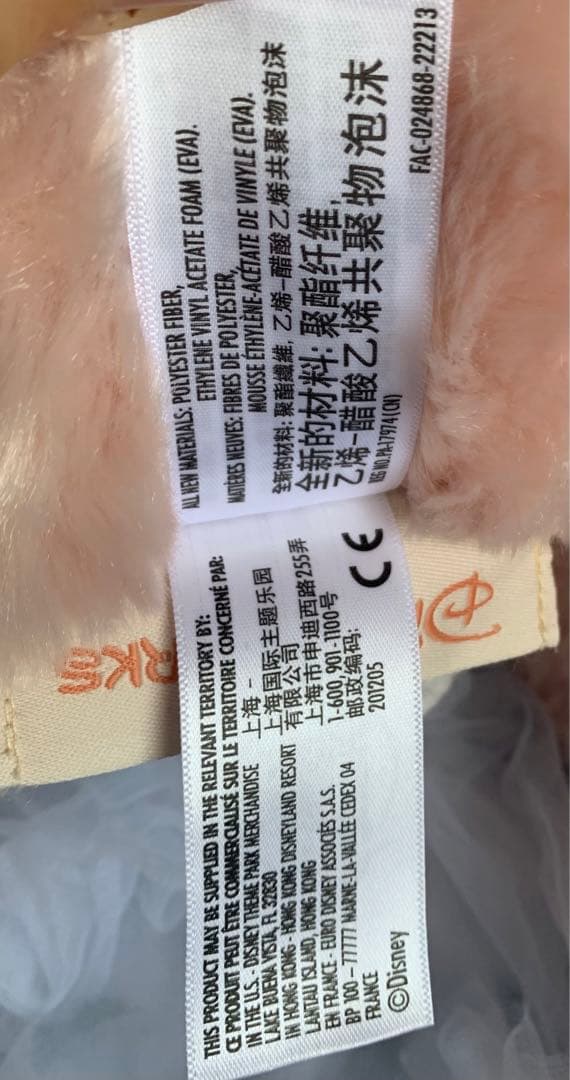 ALL NEW MATERIALS: POLYESTER FIBER,
ETHYLENE VINYL ACETATE FOAM (EVA).
MATIÈRES NEUVES: FIBRES DE POLYESTER,
MOUSSE ÉTHYLÈNE-ACÉTATE DE VINYLE (EVA).
全新的材料: 聚酯纖維, 乙烯-醋酸乙烯共聚物泡沫
全新的材料: 聚酯纤维,
乙烯-醋酸乙烯共聚物泡沫
REG NO.PA-17974 (CN)
FAC-024868-22213
THIS PRODUCT MAY BE SUPPLIED IN THE RELEVANT TERRITORY BY:
CE PRODUIT PEUT ÊTRE COMMERCIALISÉ SUR LE TERRITOIRE CONCERNÉ PAR:
IN THE U.S. - DISNEY THEME PARK MERCHANDISE
LAKE BUENA VISTA, FL 32830
IN HONG KONG - HONG KONG DISNEYLAND RESORT
LANTAU ISLAND, HONG KONG
EN FRANCE - EURO DISNEY ASSOCIÉS S.A.S.
BP 100 – 77777 MARNE-LA-VALLÉE CEDEX 04
FRANCE
©Disney
上海 -
上海国际主题乐园
有限公司
上海市申迪西路255弄
1-600, 901-1100号
邮政编码:
201205
CE